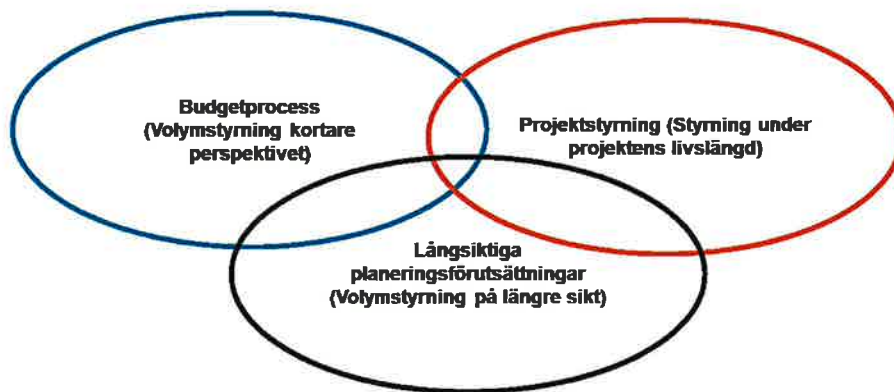 Budgetprocess
(Volymstyrning kortare
perspektivet)
Projektstyrning (Styrning under
projektens livslängd)
Långsiktiga
planeringsförutsättningar
(Volymstyrning på längre sikt)